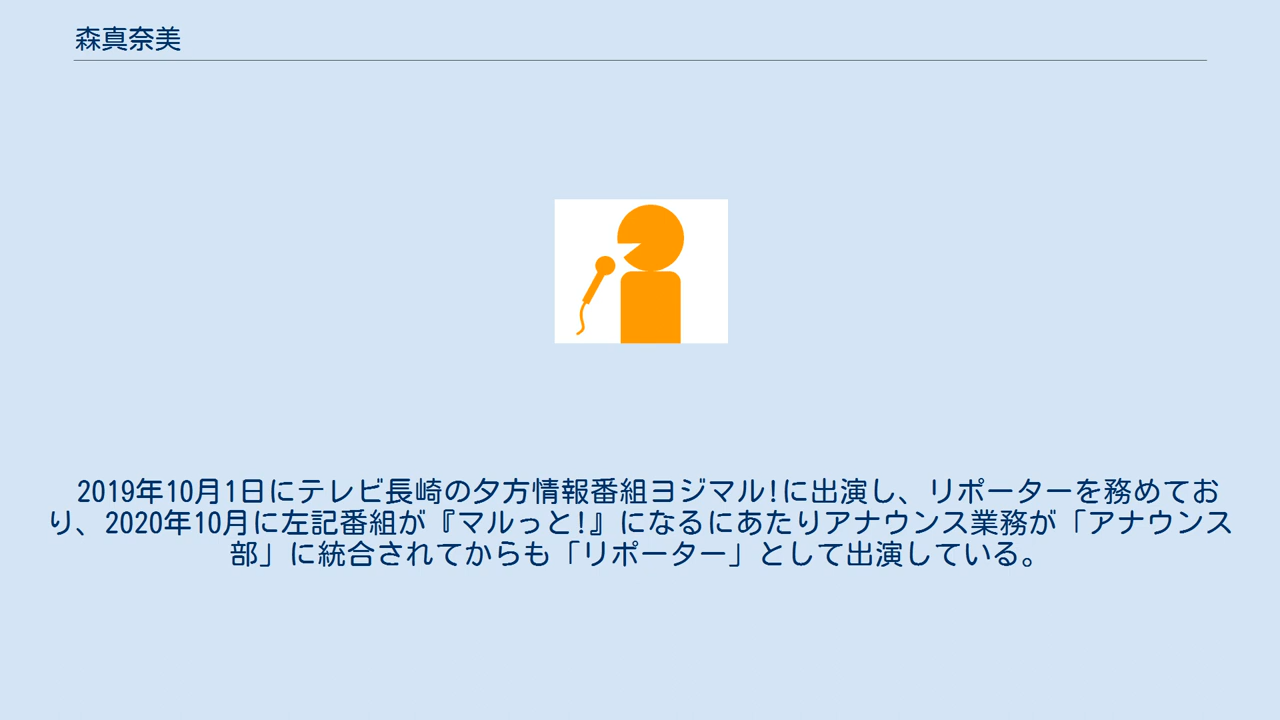 森真奈美
2019年10月1日にテレビ長崎の夕方情報番組ヨジマル!に出演し、リポーターを務めてお
り、2020年10月に左記番組が『マルっと!』になるにあたりアナウンス業務が「アナウンス
部」に統合されてからも「リポーター」として出演している。